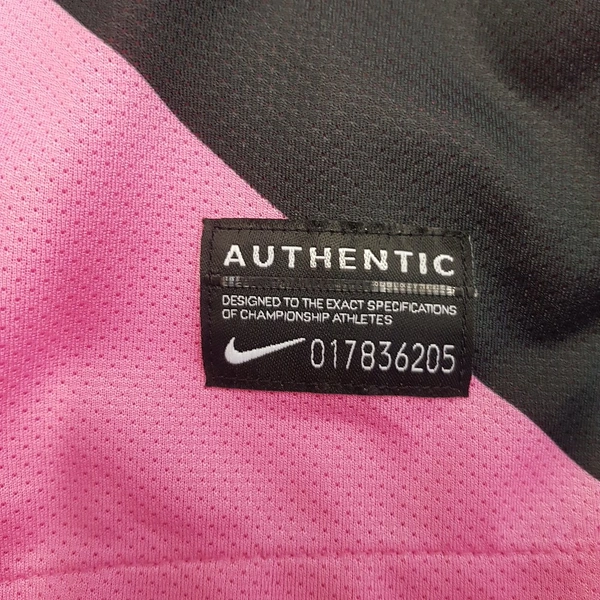 AUTHENTIC
DESIGNED TO THE EXACT SPECIFICATIONS
OF CHAMPIONSHIP ATHLETES
017836205